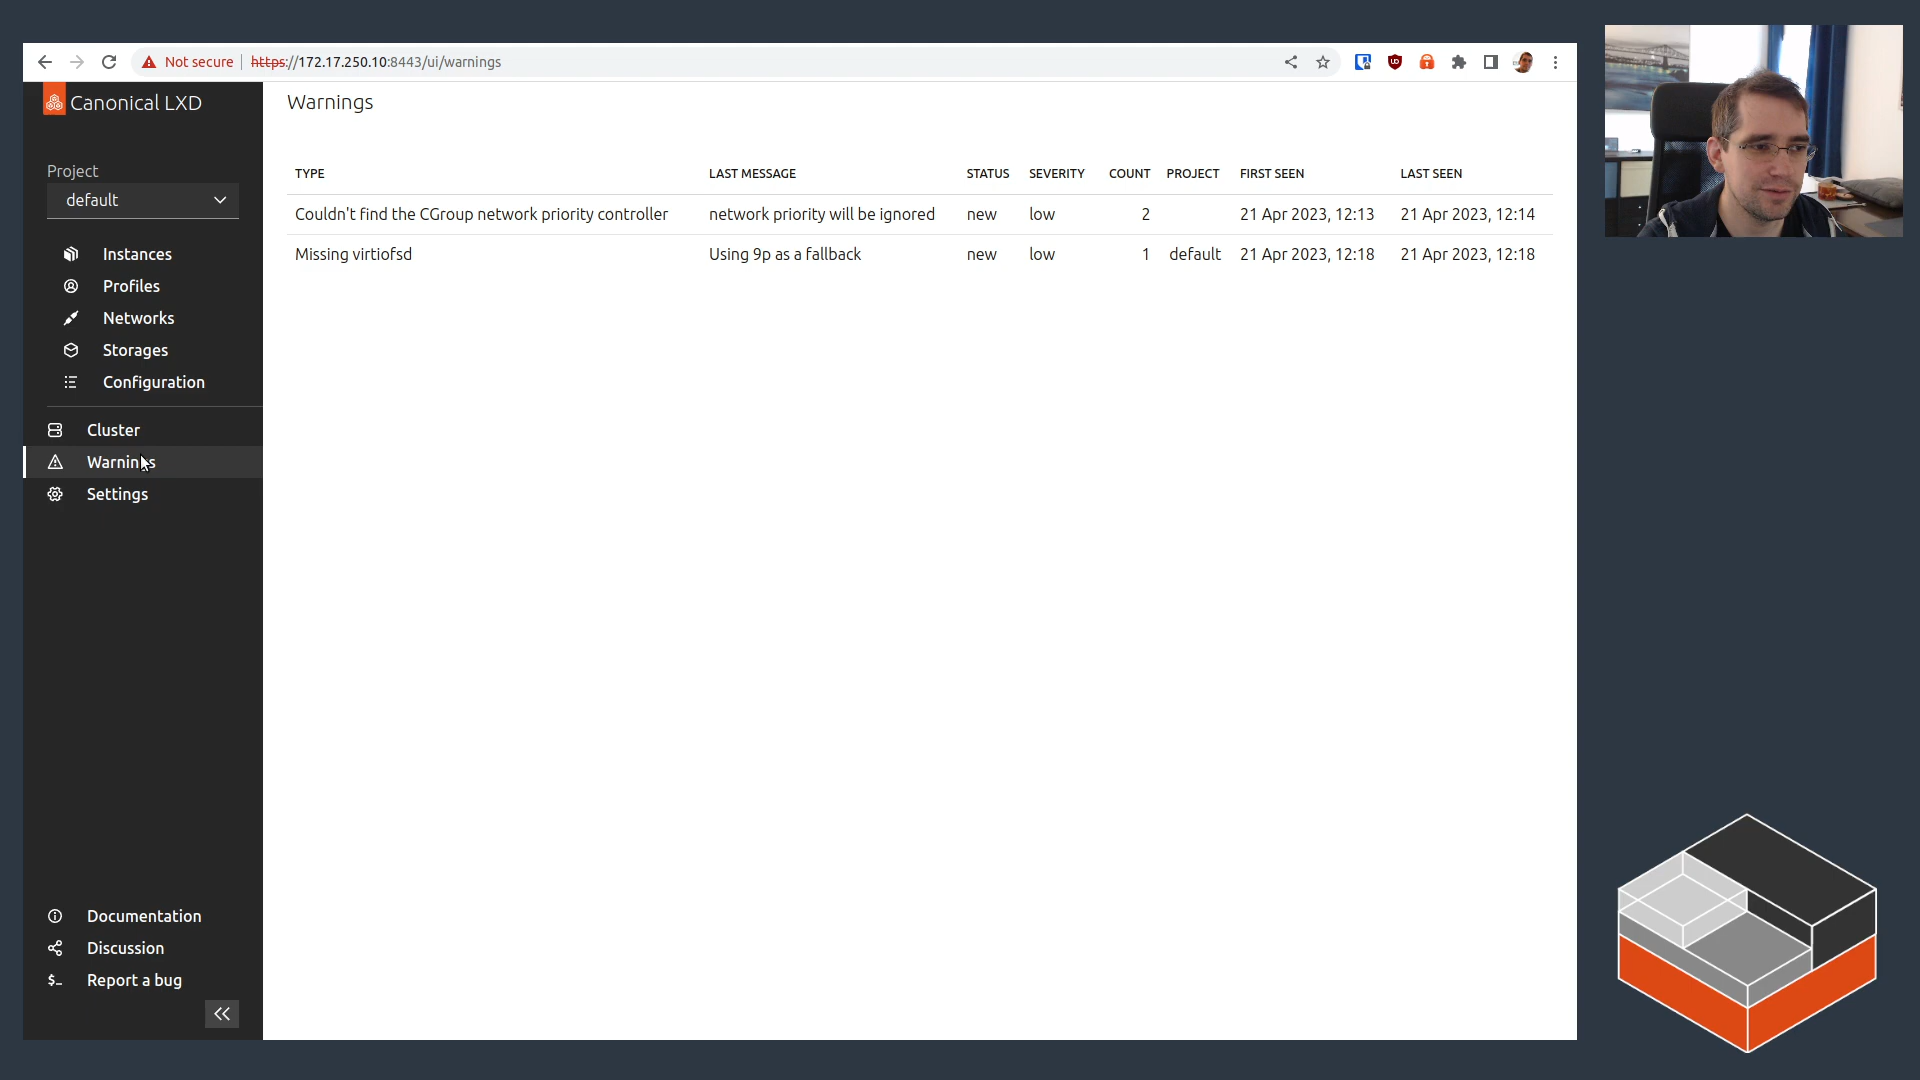 Not secure https://172.17.250.10:8443/ui/warnings
Canonical LXD
Project
default
Instances
Profiles
Networks
Storages
Configuration
Cluster
Warnings
Settings
Documentation
Discussion
$_ Report a bug
Warnings
TYPE LAST MESSAGE STATUS SEVERITY COUNT PROJECT FIRST SEEN LAST SEEN
Couldn't find the CGroup network priority controller network priority will be ignored new low 2 21 Apr 2023, 12:13 21 Apr 2023, 12:14
Missing virtiofsd Using 9p as a fallback new low 1 default 21 Apr 2023, 12:18 21 Apr 2023, 12:18